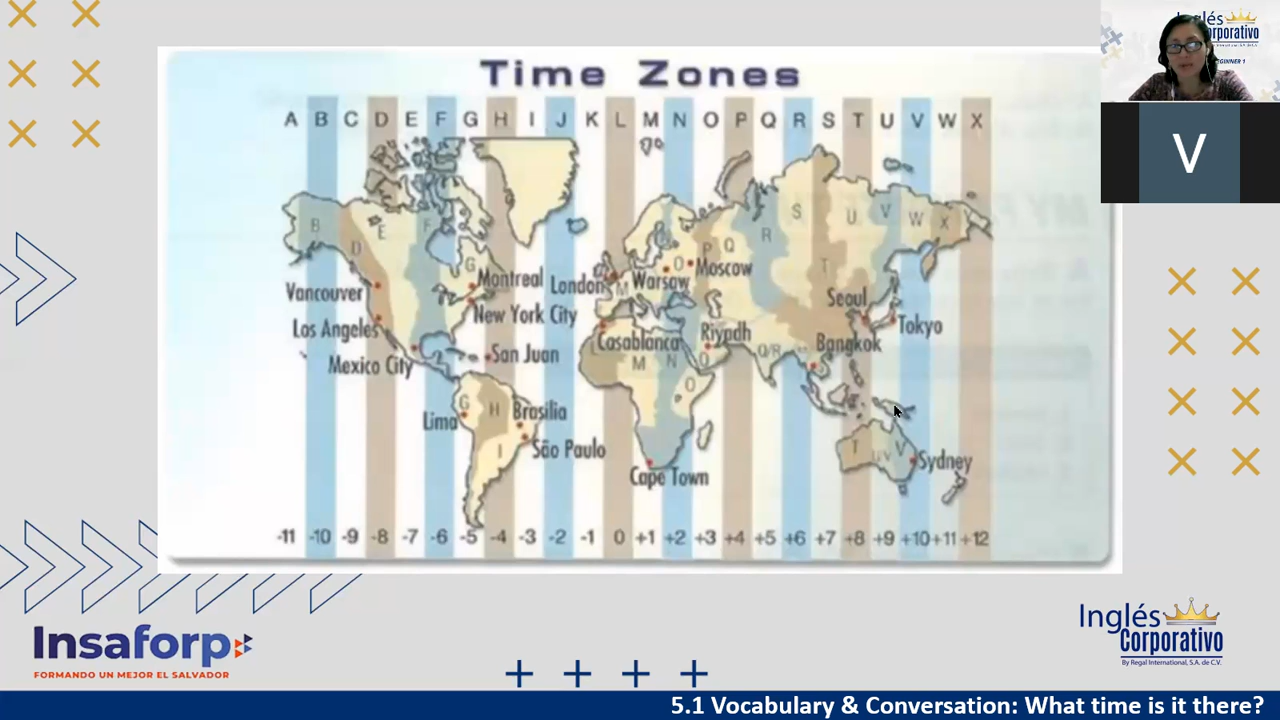 Time Zones
A B C D E F G H I J K L M N O P Q R S T U V W X
B D E F G
P Q R S T U V W X
O
Montreal
London
Warsaw
Moscow
M
Vancouver
New York City
Seoul
Los Angeles
Tokyo
Casablanca
Riyadh
Bangkok
San Juan
Mexico City
L M N O Q/R
O
G H I
Lima
Brasilia
São Paulo
Cape Town
T U V V
Sydney
-11 -10 -9 -8 -7 -6 -5 -4 -3 -2 -1 0 +1 +2 +3 +4 +5 +6 +7 +8 +9 +10 +11 +12
Inglés
Corporativo
V
Insaforp
FORMANDO UN MEJOR EL SALVADOR
Inglés
Corporativo
By Regal International, S.A. de C.V.
5.1 Vocabulary & Conversation: What time is it there?